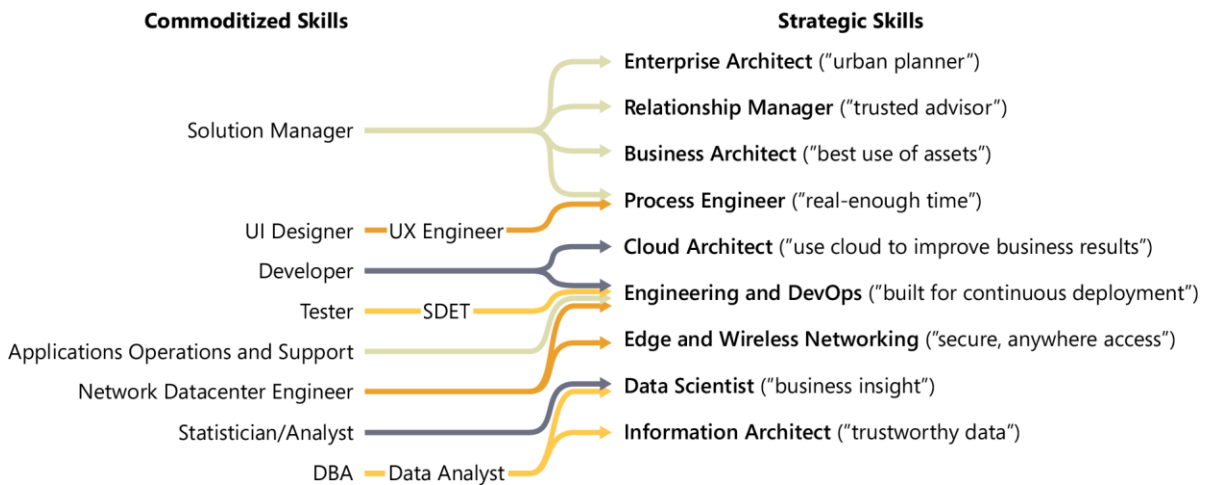 Commoditized Skills
Strategic Skills
Enterprise Architect ("urban planner")
Relationship Manager ("trusted advisor")
Solution Manager
Business Architect ("best use of assets")
Process Engineer ("real-enough time")
UI Designer UX Engineer
Cloud Architect ("use cloud to improve business results")
Developer
Engineering and DevOps ("built for continuous deployment")
Tester SDET
Edge and Wireless Networking ("secure, anywhere access")
Applications Operations and Support
Data Scientist ("business insight")
Network Datacenter Engineer
Statistician/Analyst
Information Architect ("trustworthy data")
DBA Data Analyst